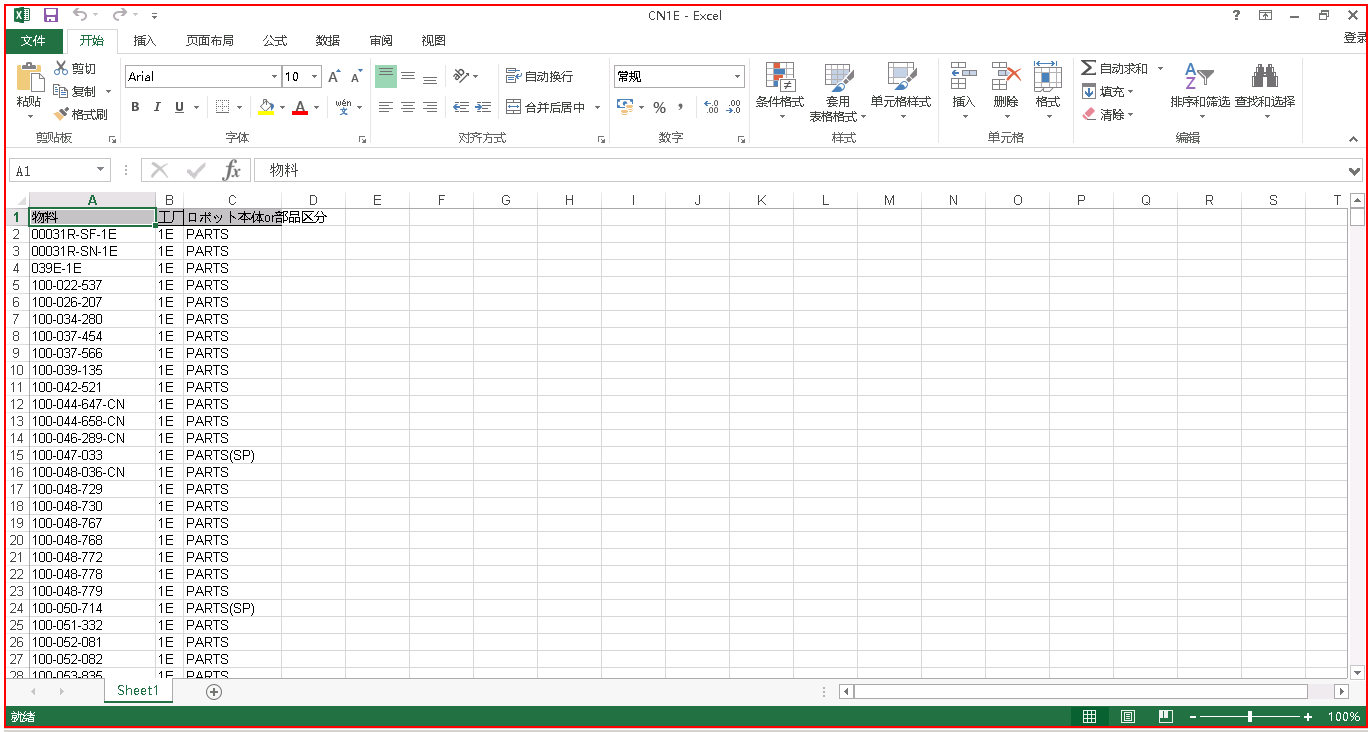 CN1E - Excel
?
文件 开始 插入 页面布局 公式 数据 审阅 视图 登录
粘贴 剪切 复制 格式刷
剪贴板
Arial 10 A A
B I U A wén 文
字体
自动换行
合并后居中
对齐方式
常规
% , .0 .00 .00 .0
数字
条件格式 套用 表格格式 单元格样式
样式
插入 删除 格式
单元格
自动求和 填充 清除
排序和筛选 查找和选择
编辑
A1 fx 物料
A B C D E F G H I J K L M N O P Q R S T
1 物料 工厂 ロボット本体or部品区分
2 00031R-SF-1E 1E PARTS
3 00031R-SN-1E 1E PARTS
4 039E-1E 1E PARTS
5 100-022-537 1E PARTS
6 100-026-207 1E PARTS
7 100-034-280 1E PARTS
8 100-037-454 1E PARTS
9 100-037-566 1E PARTS
10 100-039-135 1E PARTS
11 100-042-521 1E PARTS
12 100-044-647-CN 1E PARTS
13 100-044-658-CN 1E PARTS
14 100-046-289-CN 1E PARTS
15 100-047-033 1E PARTS(SP)
16 100-048-036-CN 1E PARTS
17 100-048-729 1E PARTS
18 100-048-730 1E PARTS
19 100-048-767 1E PARTS
20 100-048-768 1E PARTS
21 100-048-772 1E PARTS
22 100-048-778 1E PARTS
23 100-048-779 1E PARTS
24 100-050-714 1E PARTS(SP)
25 100-051-332 1E PARTS
26 100-052-081 1E PARTS
27 100-052-082 1E PARTS
28 100-053-835 1E PARTS
Sheet1
就绪 100%